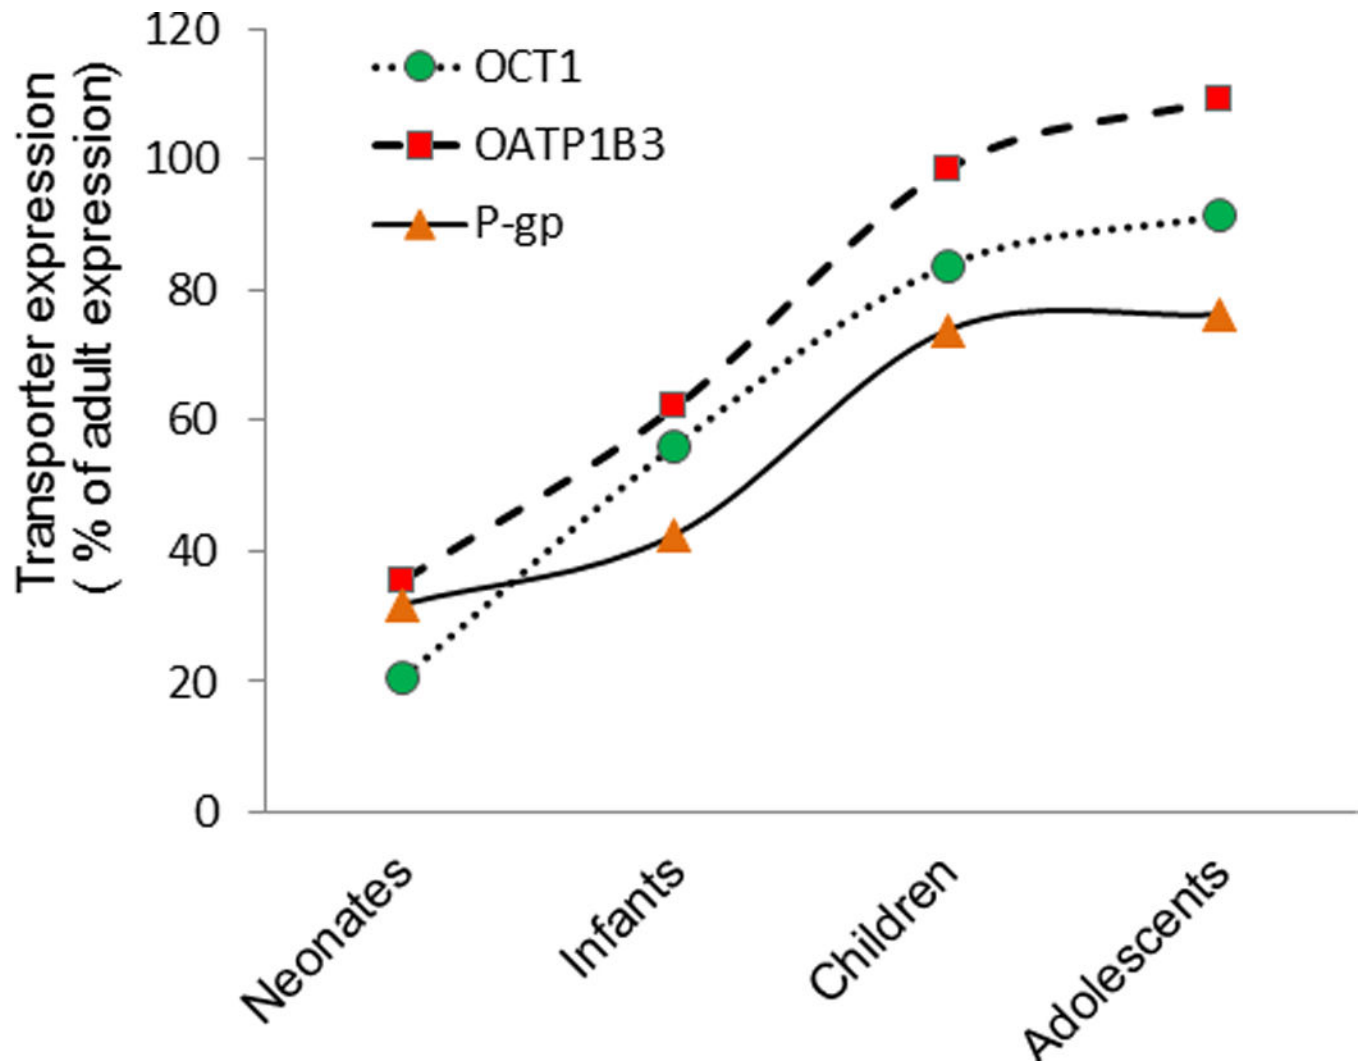 Transporter expression
( % of adult expression)
120
100
80
60
40
20
0
OCT1
OATP1B3
P-gp
Neonates
Infants
Children
Adolescents